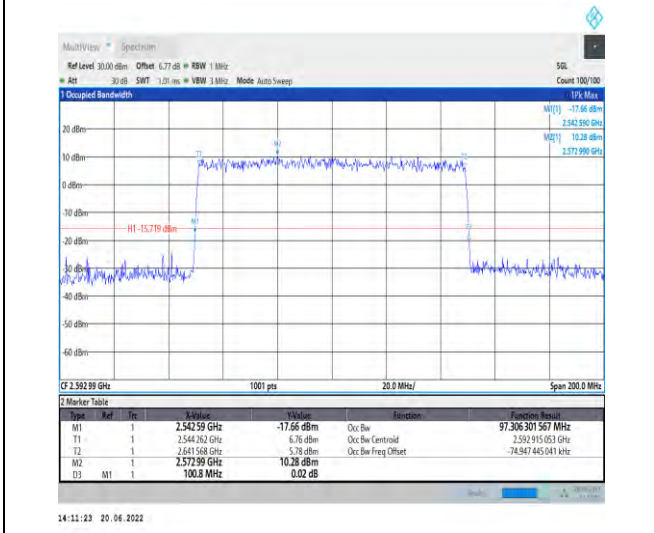 MultiView Spectrum
Ref Level 30.00 dBm Offset 6.77 dB RBW 1 MHz SGL
Att 30 dB SWT 1.01 ms VBW 3 MHz Mode Auto Sweep Count 100/100
1 Occupied Bandwidth 1Pk Max
M1[1] -17.66 dBm
2.542 590 GHz
M2[1] 10.28 dBm
2.572 990 GHz
20 dBm
10 dBm
0 dBm
-10 dBm
-20 dBm
-30 dBm
-40 dBm
-50 dBm
-60 dBm
T1
M2
T2
M1
H1 -15.719 dBm
CF 2.592 99 GHz 1001 pts 20.0 MHz/ Span 200.0 MHz
2 Marker Table
Type Ref Trc X-Value Y-Value Function Function Result
M1 1 2.542 59 GHz -17.66 dBm Occ Bw 97.306 301 567 MHz
T1 1 2.544 262 GHz 6.76 dBm Occ Bw Centroid 2.592 915 053 GHz
T2 1 2.641 568 GHz 5.78 dBm Occ Bw Freq Offset -74.947 445 041 kHz
M2 1 2.572 99 GHz 10.28 dBm
D3 M1 1 100.8 MHz 0.02 dB
14:11:23 20.06.2022